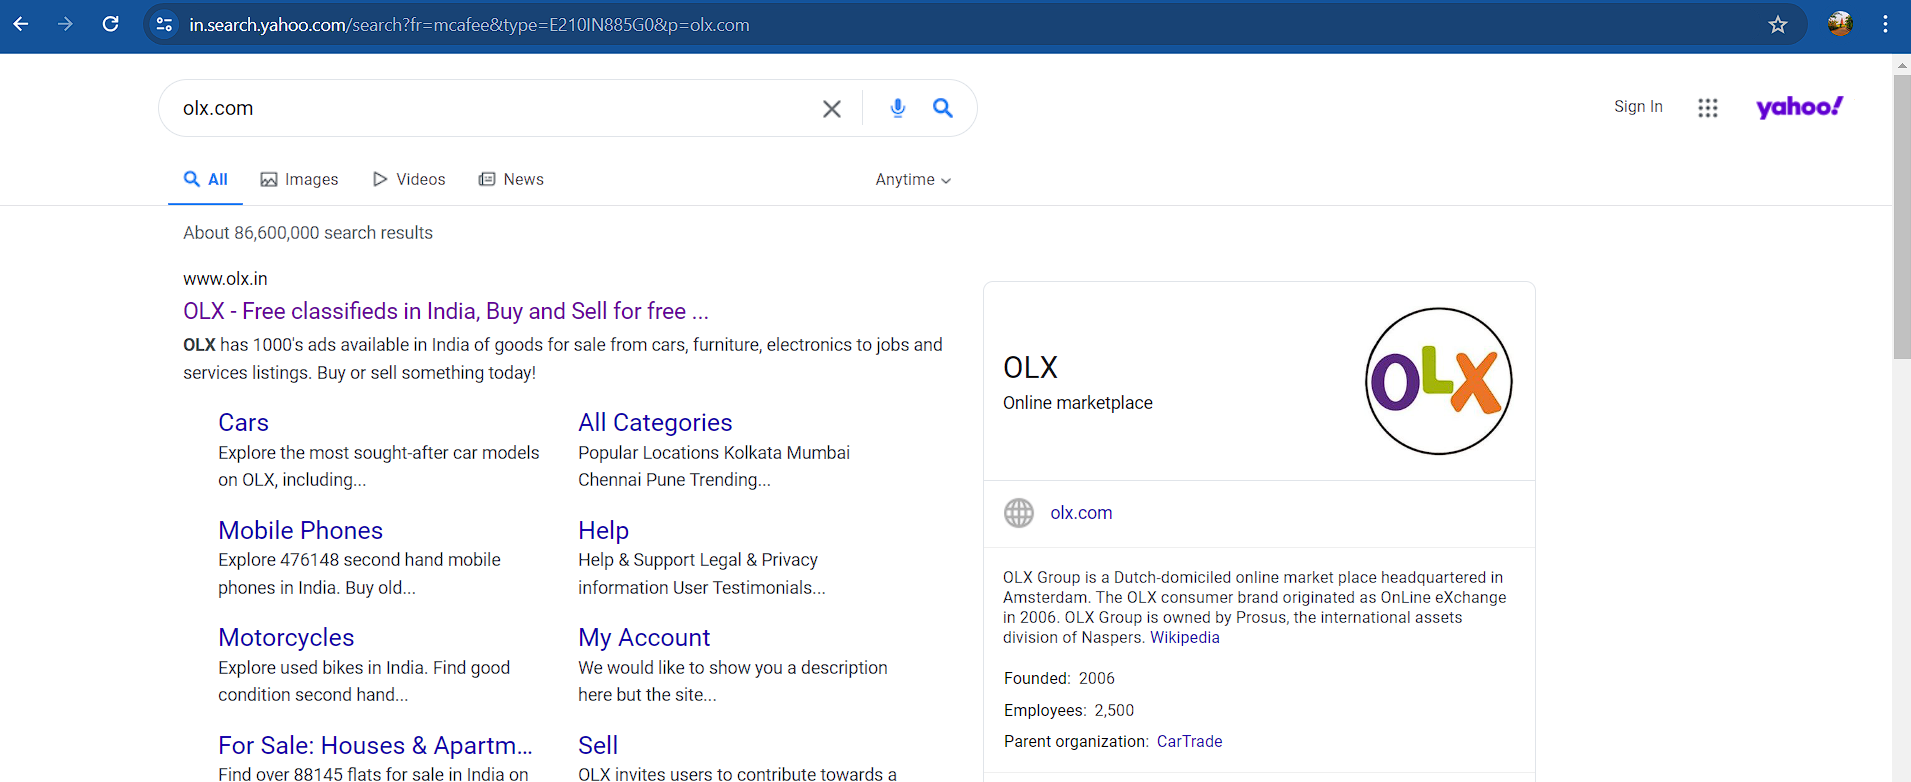 in.search.yahoo.com/search?fr=mcafee&type=E210IN885G0&p=olx.com
olx.com
Sign In
yahoo!
All
Images
Videos
News
Anytime
About 86,600,000 search results
www.olx.in
OLX - Free classifieds in India, Buy and Sell for free ...
OLX has 1000's ads available in India of goods for sale from cars, furniture, electronics to jobs and
services listings. Buy or sell something today!
Cars
Explore the most sought-after car models
on OLX, including...
All Categories
Popular Locations Kolkata Mumbai
Chennai Pune Trending...
Mobile Phones
Explore 476148 second hand mobile
phones in India. Buy old...
Help
Help & Support Legal & Privacy
information User Testimonials...
Motorcycles
Explore used bikes in India. Find good
condition second hand...
My Account
We would like to show you a description
here but the site...
For Sale: Houses & Apartm...
Find over 88145 flats for sale in India on
Sell
OLX invites users to contribute towards a
OLX
Online marketplace
OLX
olx.com
OLX Group is a Dutch-domiciled online market place headquartered in
Amsterdam. The OLX consumer brand originated as OnLine eXchange
in 2006. OLX Group is owned by Prosus, the international assets
division of Naspers. Wikipedia
Founded: 2006
Employees: 2,500
Parent organization: CarTrade